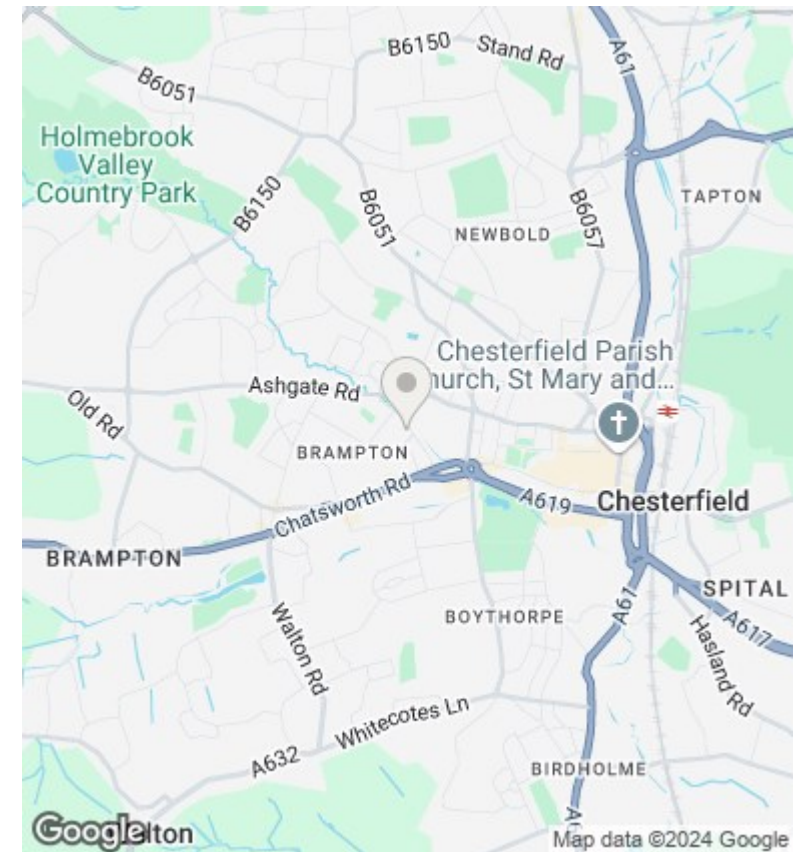 B6150
Stand Rd
A61
B6051
Holmebrook
Valley
Country Park
B6150
B6051
B6057
TAPTON
NEWBOLD
Chesterfield Parish
hurch, St Mary and...
Ashgate Rd
Old Rd
BRAMPTON
Chatsworth Rd
A619
Chesterfield
BRAMPTON
SPITAL
A61
BOYTHORPE
A617
Walton Rd
Hasland Rd
Whitecotes Ln
A632
BIRDHOLME
Google
Map data ©2024 Google